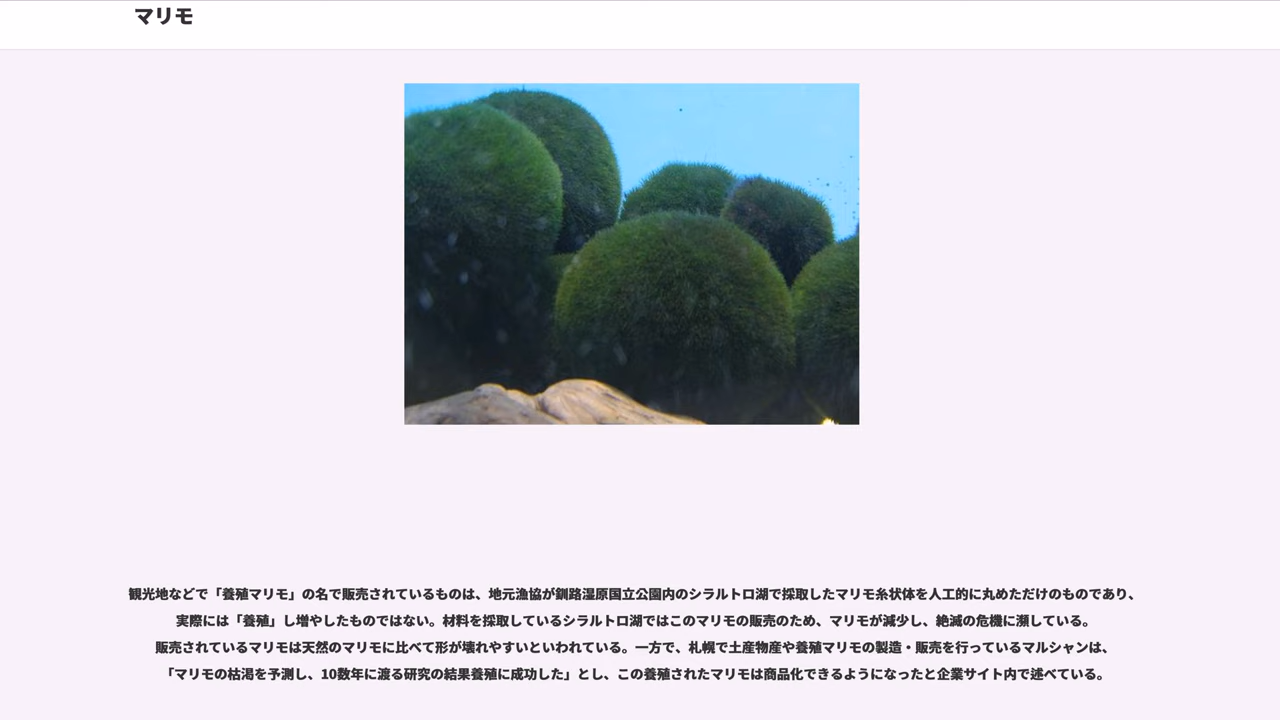 マリモ
観光地などで「養殖マリモ」の名で販売されているものは、地元漁協が釧路湿原国立公園内のシラルトロ湖で採取したマリモ糸状体を人工的に丸めただけのものであり、
実際には「養殖」し増やしたものではない。材料を採取しているシラルトロ湖ではこのマリモの販売のため、マリモが減少し、絶滅の危機に瀕している。
販売されているマリモは天然のマリモに比べて形が壊れやすいといわれている。一方で、札幌で土産物産や養殖マリモの製造・販売を行っているマルシャンは、
「マリモの枯渇を予測し、10数年に渡る研究の結果養殖に成功した」とし、この養殖されたマリモは商品化できるようになったと企業サイト内で述べている。